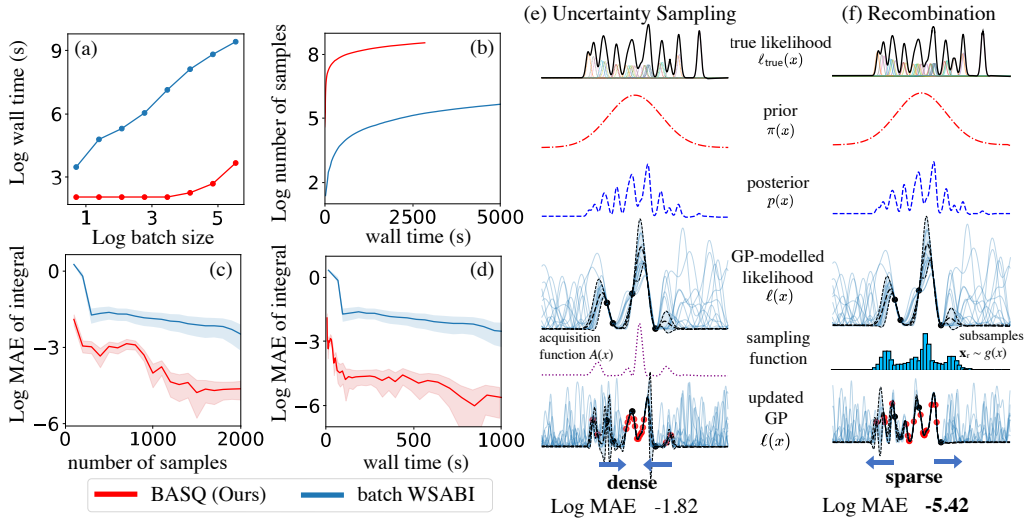 (a)
Log wall time (s)
9
6
3
1
3
5
Log batch size
(b)
Log number of samples
8
5
2
0
2500
5000
wall time (s)
(c)
Log MAE of integral
0
−3
−6
0
1000
2000
number of samples
(d)
Log MAE of integral
0
−3
−6
0
500
1000
wall time (s)
BASQ (Ours)
batch WSABI
(e) Uncertainty Sampling
(f) Recombination
true likelihood
ℓtrue(x)
prior
π(x)
posterior
p(x)
GP-modelled
likelihood
ℓ(x)
acquisition
function A(x)
sampling
function
subsamples
xr ~ g(x)
updated
GP
ℓ(x)
dense
sparse
Log MAE -1.82
Log MAE -5.42